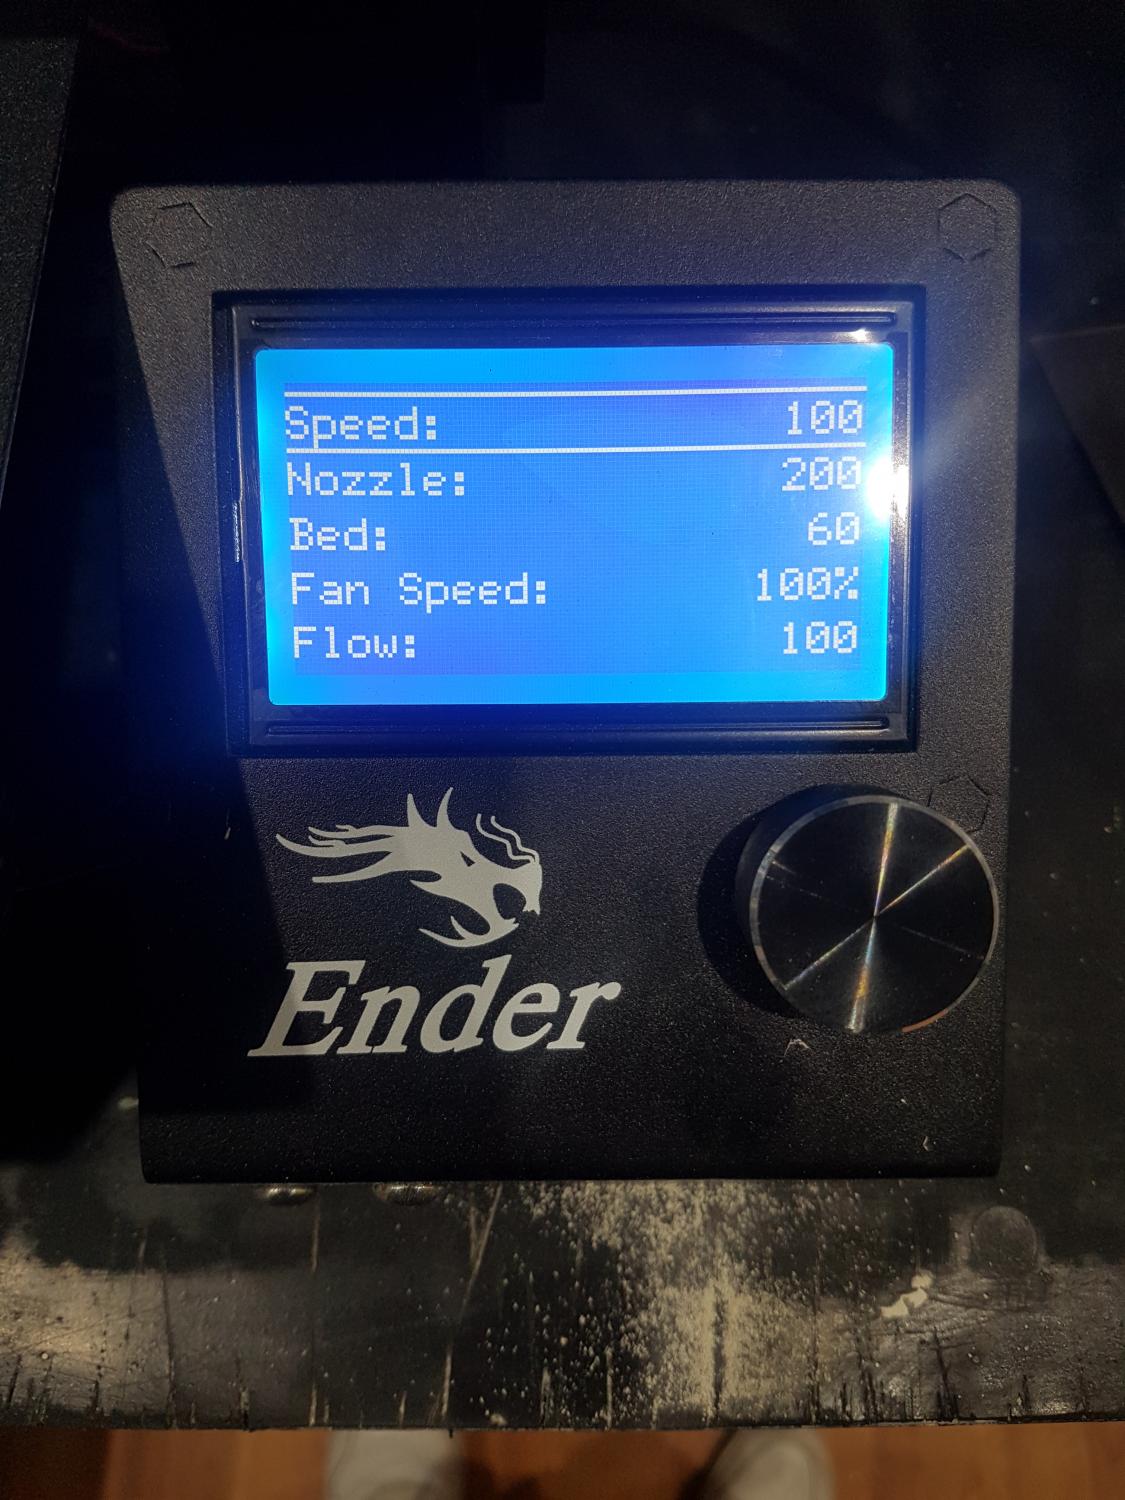 Speed: 100
Nozzle: 200
Bed: 60
Fan Speed: 100%
Flow: 100
Ender